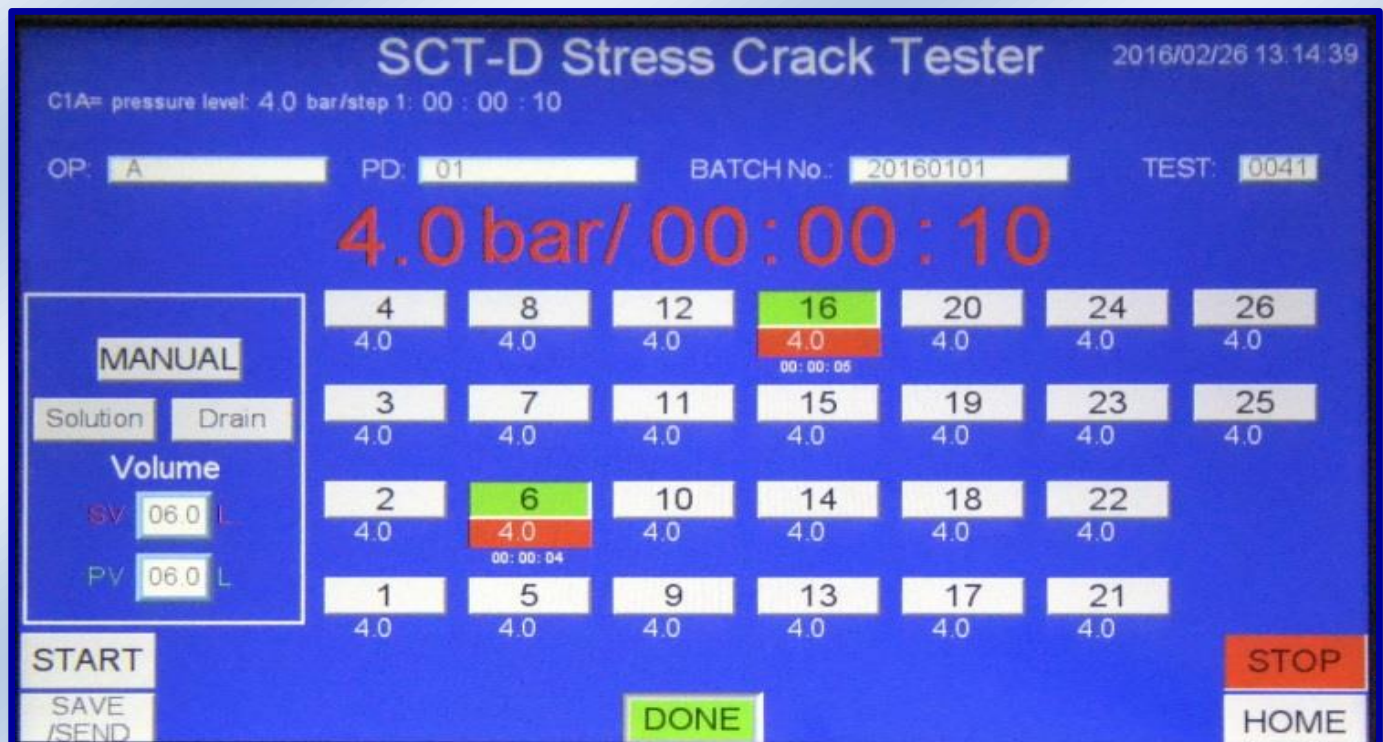 SCT-D Stress Crack Tester 2016/02/26 13:14:39
C1A= pressure level: 4.0 bar/step 1: 00 : 00 : 10
OP: A PD: 01 BATCH No.: 20160101 TEST: 0041
4.0 bar/ 00 : 00 : 10
4 8 12 16 20 24 26
4.0 4.0 4.0 4.0 4.0 4.0 4.0
00: 00: 05
MANUAL
3 7 11 15 19 23 25
4.0 4.0 4.0 4.0 4.0 4.0 4.0
Solution Drain
Volume
2 6 10 14 18 22
4.0 4.0 4.0 4.0 4.0 4.0
00: 00: 04
SV 06.0 L
PV 06.0 L
1 5 9 13 17 21
4.0 4.0 4.0 4.0 4.0 4.0
START STOP
SAVE
/SEND
DONE HOME